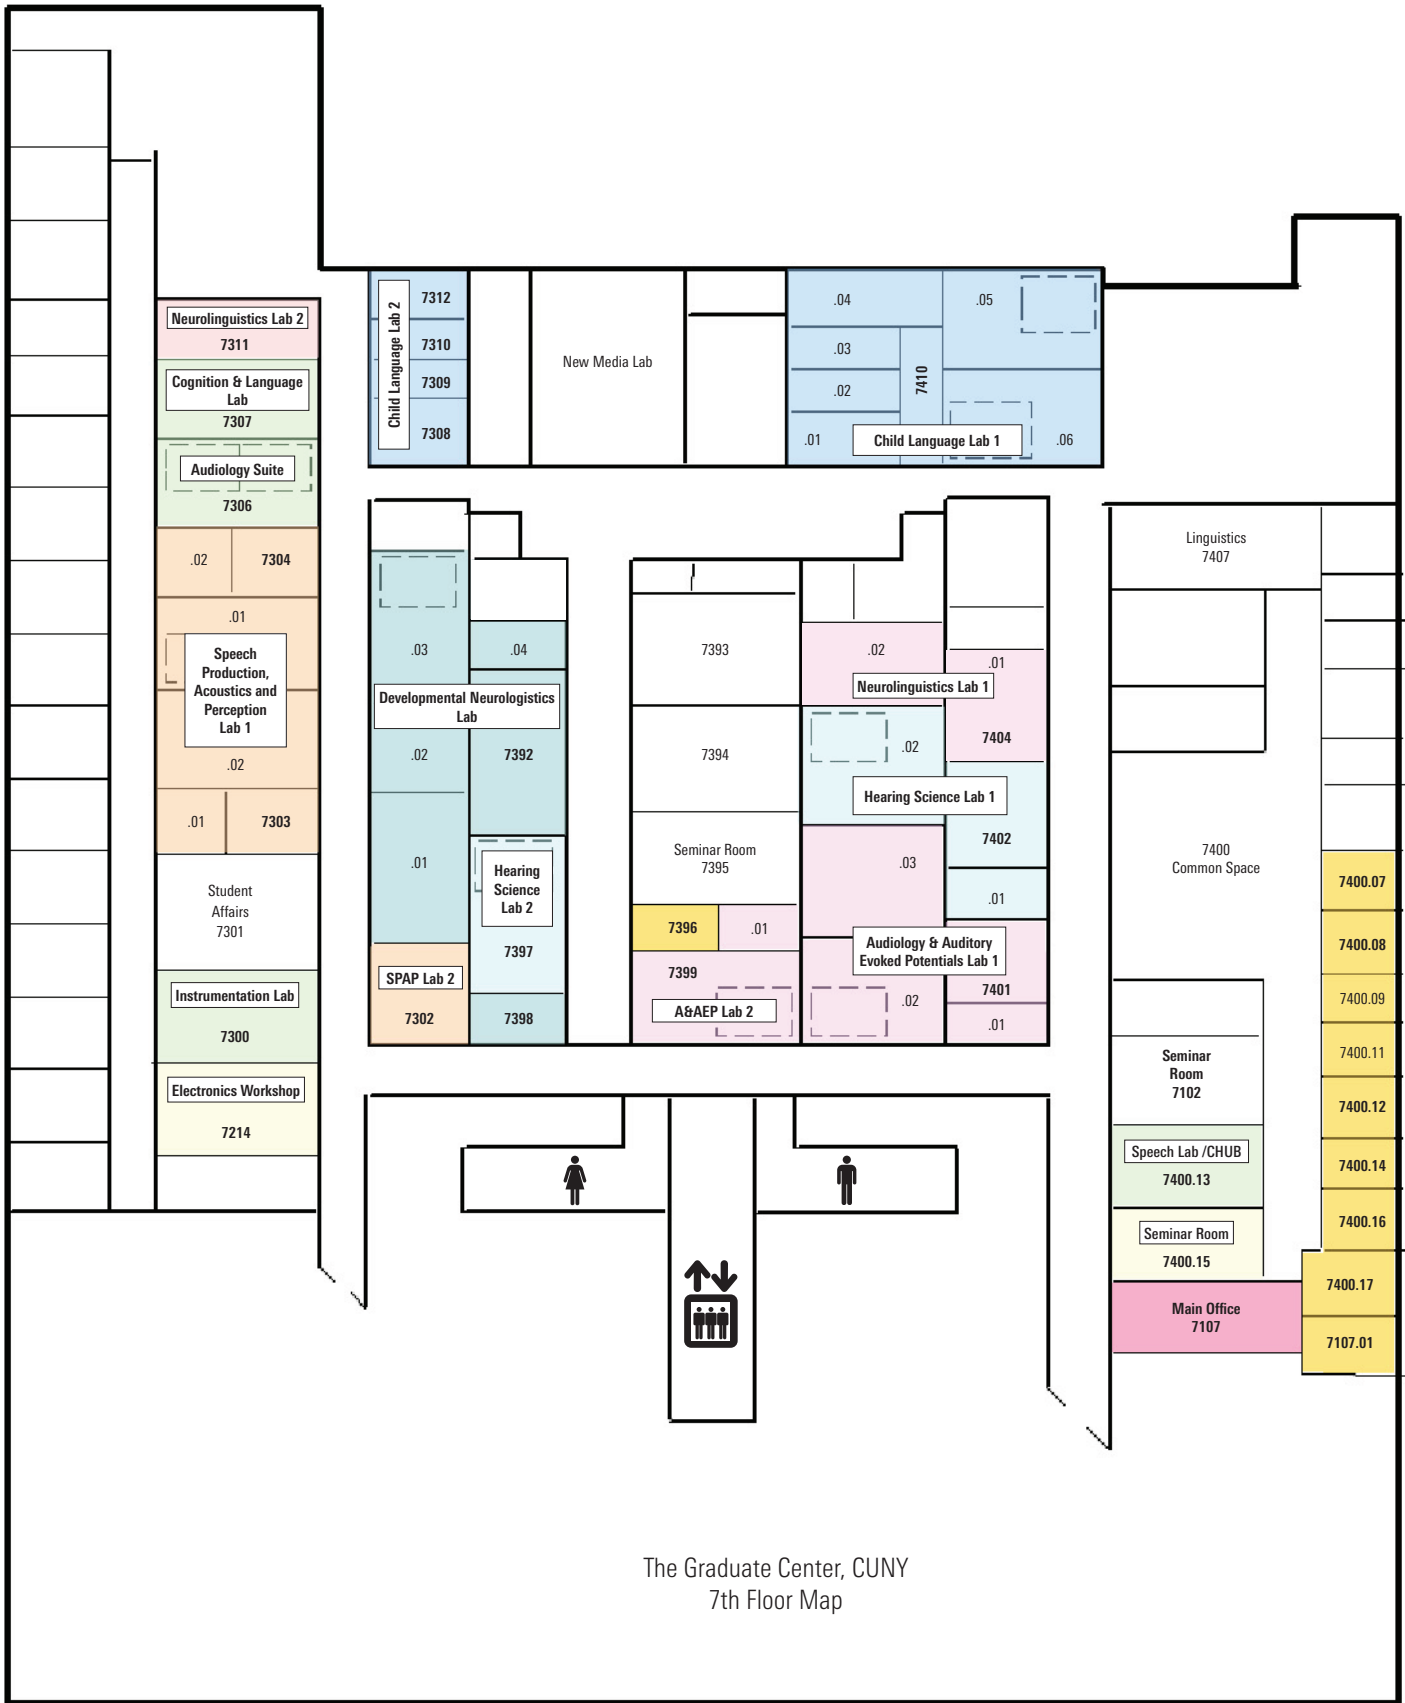 Neurolinguistics Lab 2
7311
Cognition & Language
Lab
7307
Audiology Suite
7306
.02
7304
.01
Speech
Production,
Acoustics and
Perception
Lab 1
.02
.01
7303
Student
Affairs
7301
Instrumentation Lab
7300
Electronics Workshop
7214
Child Language Lab 2
7312
7310
7309
7308
New Media Lab
.04
.05
.03
.02
7410
.01
Child Language Lab 1
.06
.03
.04
Developmental Neurologistics
Lab
.02
7392
.01
Hearing
Science
Lab 2
7397
SPAP Lab 2
7302
7398
7393
7394
Seminar Room
7395
7396
.01
7399
A&AEP Lab 2
.02
.01
Neurolinguistics Lab 1
7404
.02
Hearing Science Lab 1
7402
.03
.01
Audiology & Auditory
Evoked Potentials Lab 1
7401
.02
.01
Linguistics
7407
7400
Common Space
Seminar
Room
7102
Speech Lab /CHUB
7400.13
Seminar Room
7400.15
Main Office
7107
7400.07
7400.08
7400.09
7400.11
7400.12
7400.14
7400.16
7400.17
7107.01
The Graduate Center, CUNY
7th Floor Map